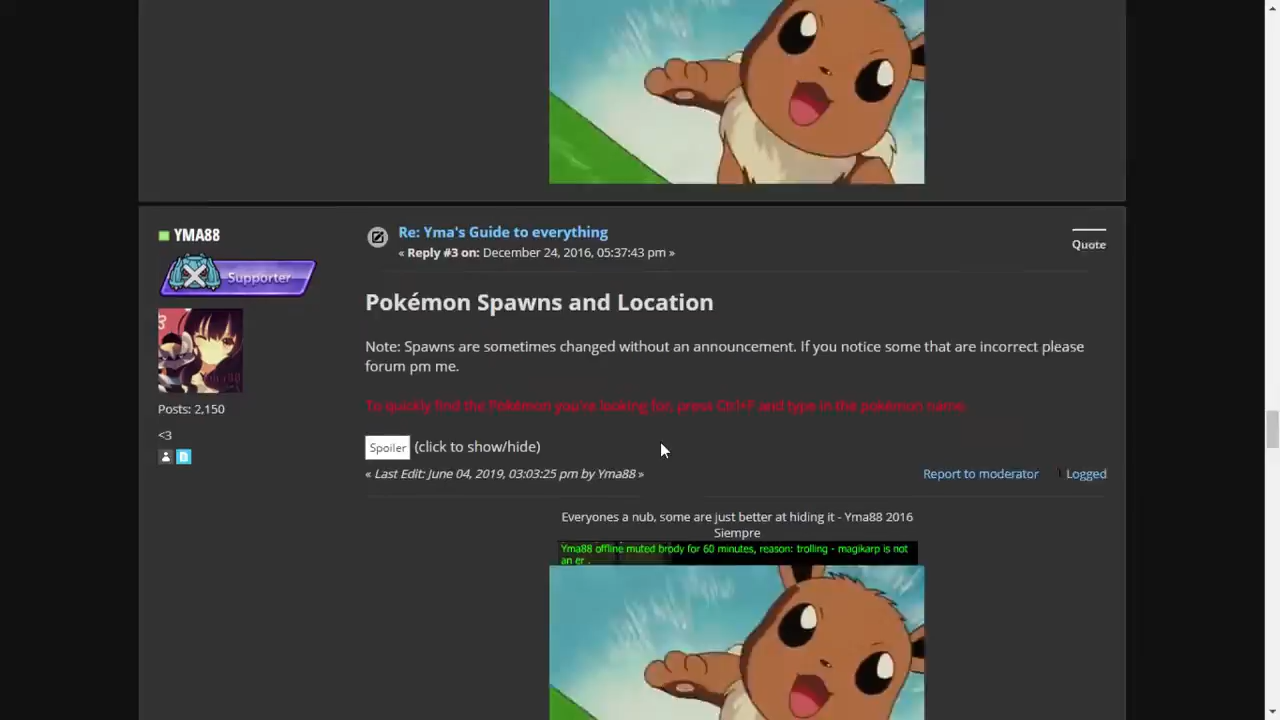 YMA88
Supporter
Posts: 2,150
<3
Re: Yma's Guide to everything
« Reply #3 on: December 24, 2016, 05:37:43 pm »
Quote
Pokémon Spawns and Location
Note: Spawns are sometimes changed without an announcement. If you notice some that are incorrect please
forum pm me.
To quickly find the Pokémon you're looking for, press Ctrl+F and type in the pokémon name.
Spoiler (click to show/hide)
« Last Edit: June 04, 2019, 03:03:25 pm by Yma88 »
Report to moderator
Logged
Everyones a nub, some are just better at hiding it - Yma88 2016
Siempre
Yma88 offline muted brody for 60 minutes, reason: trolling - magikarp is not
an er .